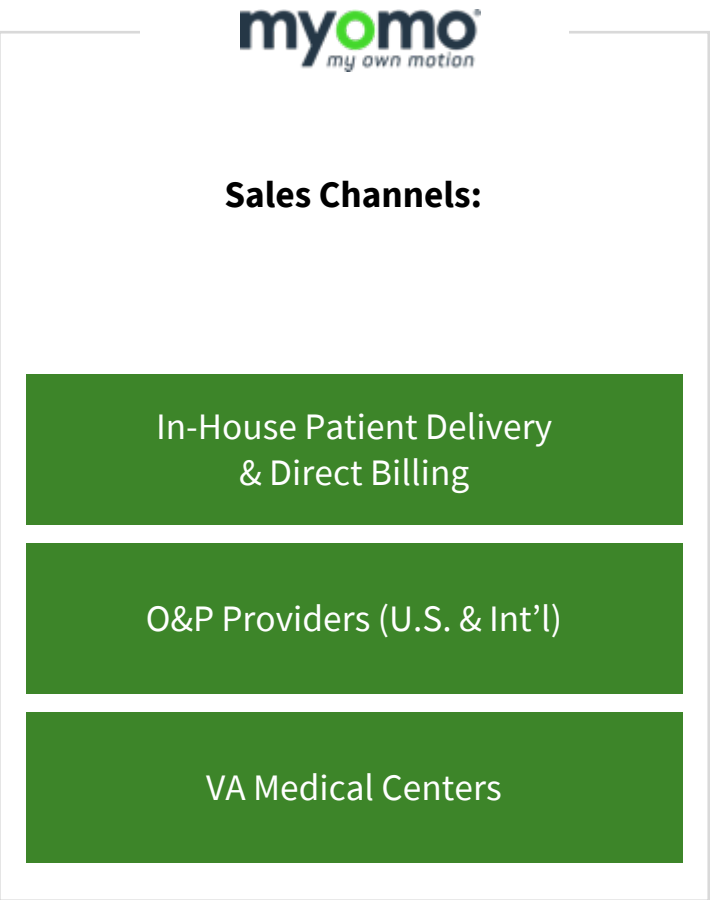 myomo®
my own motion
Sales Channels:
In-House Patient Delivery
& Direct Billing
O&P Providers (U.S. & Int’l)
VA Medical Centers